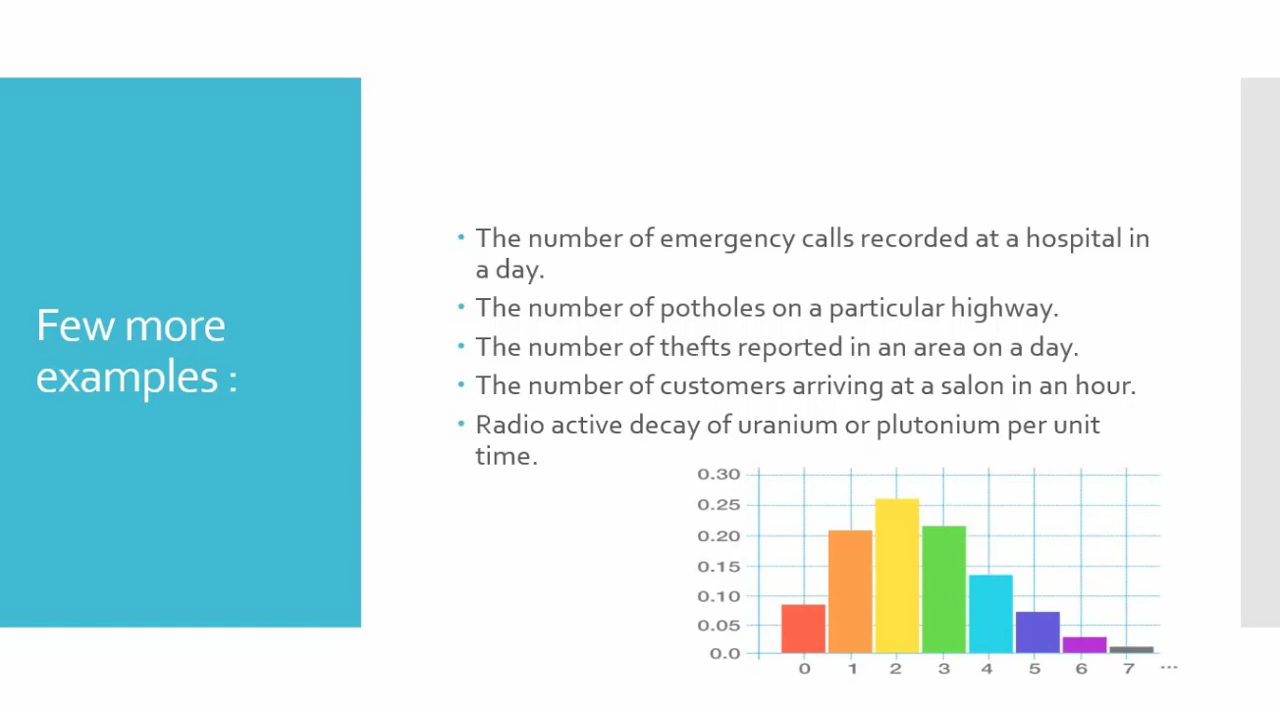 Few more
examples :
• The number of emergency calls recorded at a hospital in
a day.
• The number of potholes on a particular highway.
• The number of thefts reported in an area on a day.
• The number of customers arriving at a salon in an hour.
• Radio active decay of uranium or plutonium per unit
time.
0.30
0.25
0.20
0.15
0.10
0.05
0.0
0 1 2 3 4 5 6 7 ...